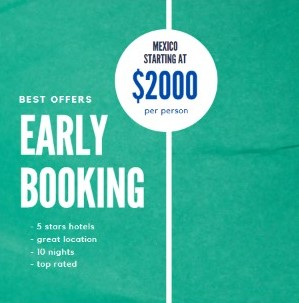 MEXICO
STARTING AT
$2000
per person
BEST OFFERS
EARLY
BOOKING
- 5 stars hotels
- great location
- 10 nights
- top rated